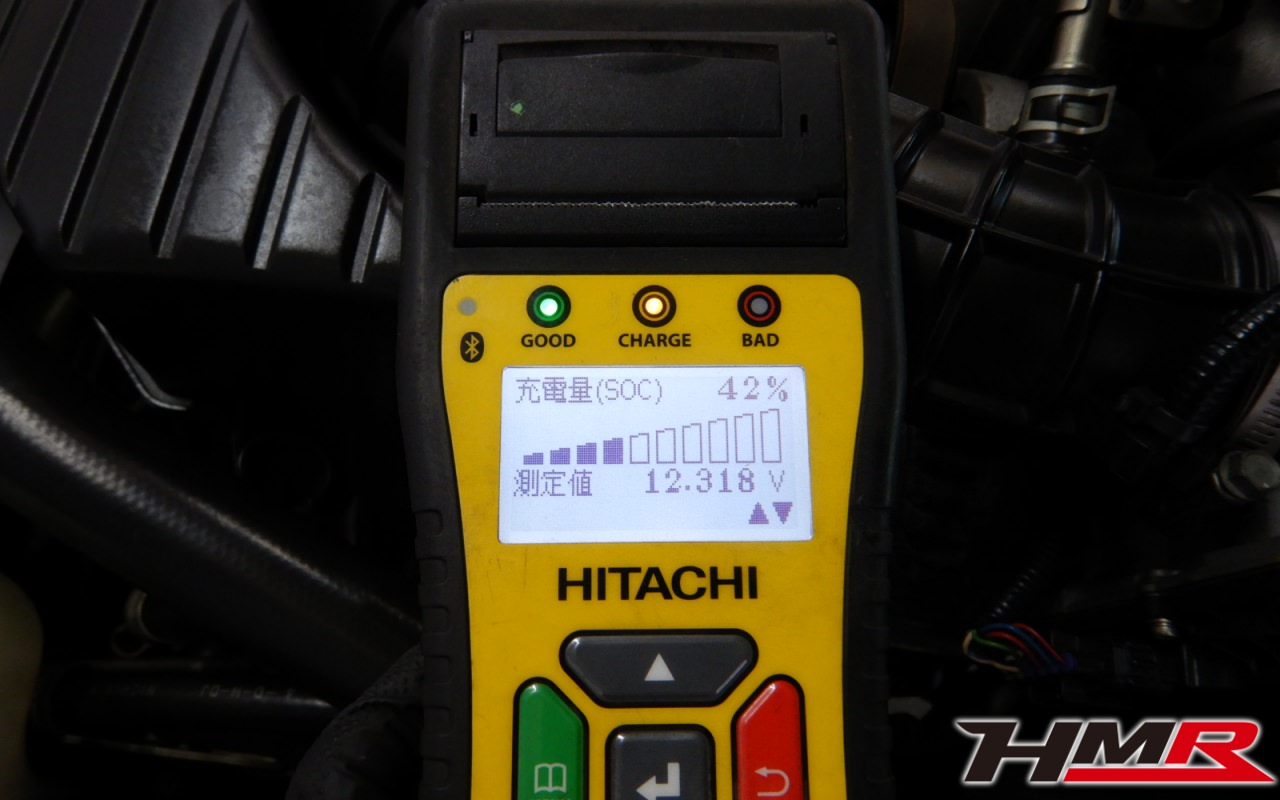 GOOD CHARGE BAD
充電量(SOC) 42%
測定値 12.318 V
HITACHI
HMR